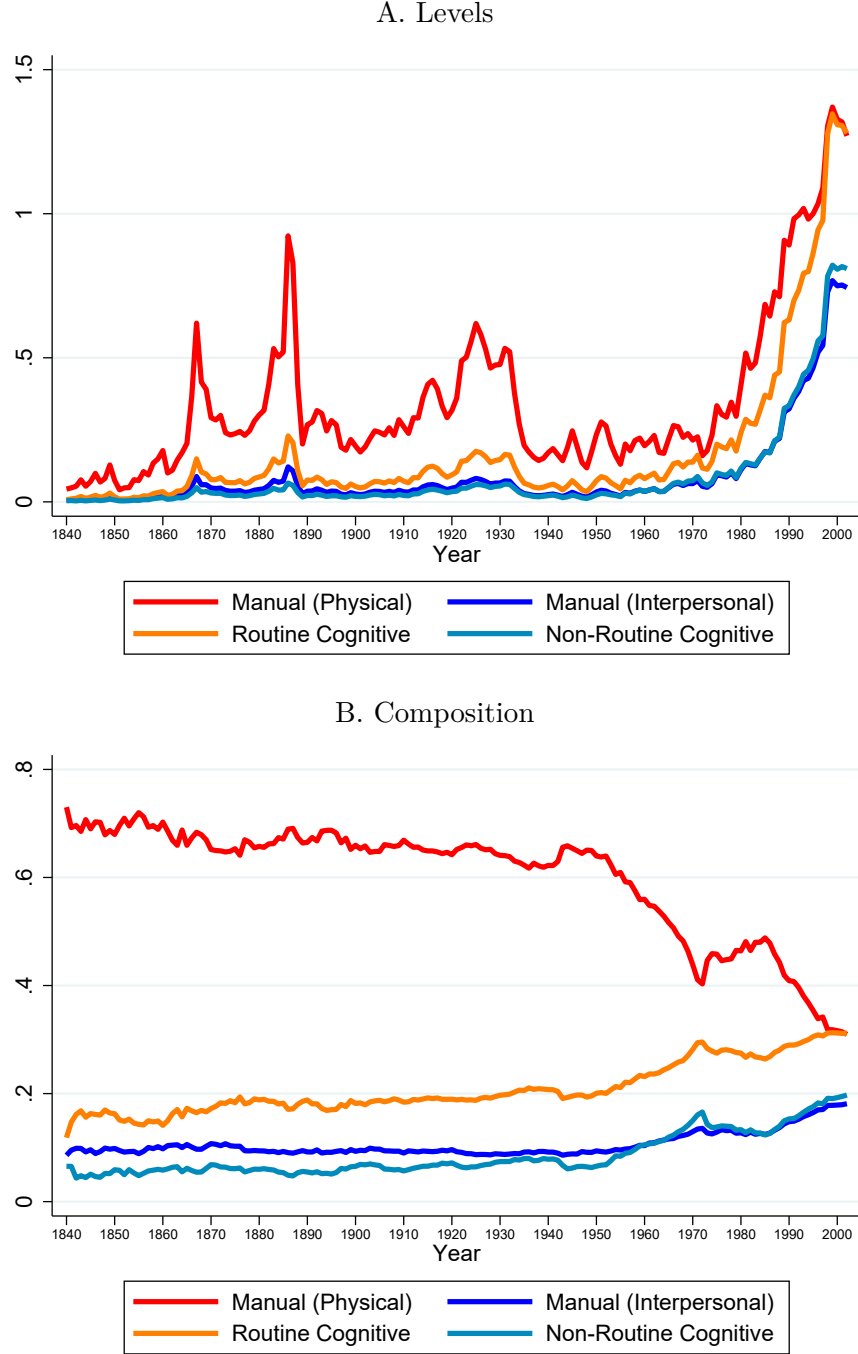 A. Levels
1.5
1
.5
0
1840 1850 1860 1870 1880 1890 1900 1910 1920 1930 1940 1950 1960 1970 1980 1990 2000
Year
Manual (Physical) Manual (Interpersonal)
Routine Cognitive Non-Routine Cognitive
B. Composition
.8
.6
.4
.2
0
1840 1850 1860 1870 1880 1890 1900 1910 1920 1930 1940 1950 1960 1970 1980 1990 2000
Year
Manual (Physical) Manual (Interpersonal)
Routine Cognitive Non-Routine Cognitive